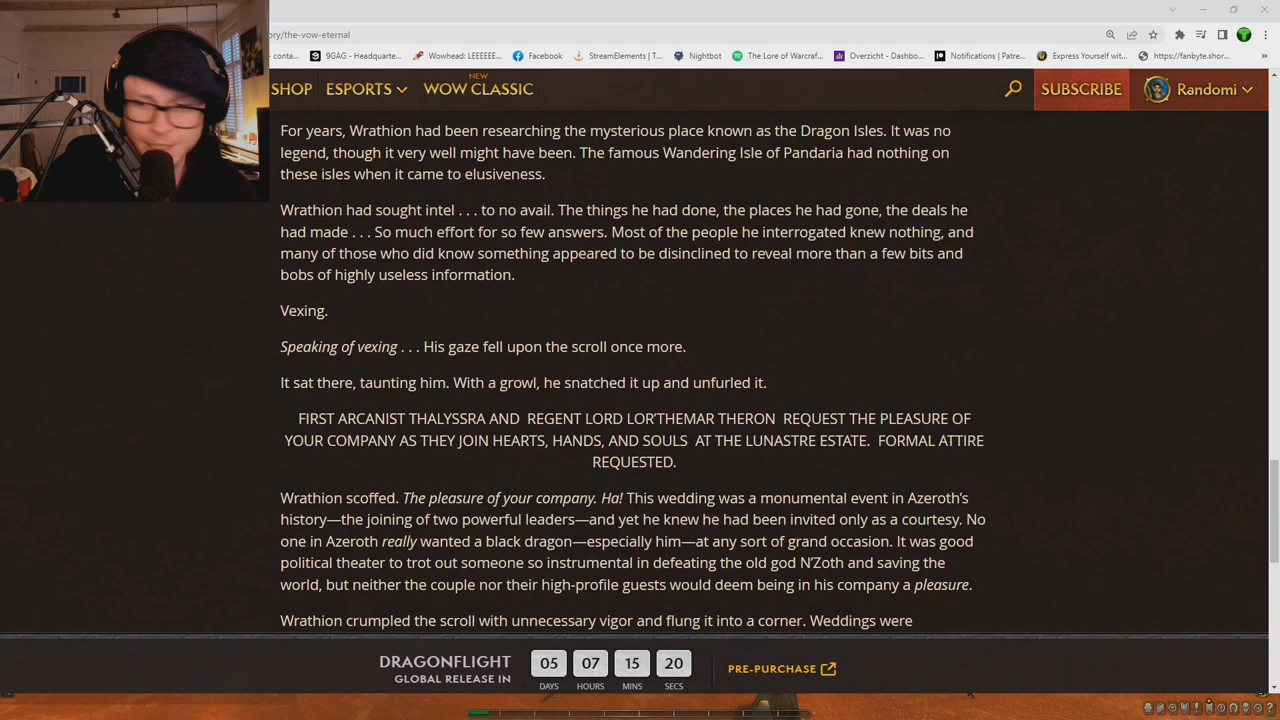 ory/the-vow-eternal
conta...
9GAG - Headquarte...
Wowhead: LEEEEEE...
Facebook
StreamElements | T...
Nightbot
The Lore of Warcraf...
Overzicht - Dashbo...
Notifications | Patre...
Express Yourself wit...
https://fanbyte.shor...
SHOP
ESPORTS
NEW
WOW CLASSIC
SUBSCRIBE
Randomi
For years, Wrathion had been researching the mysterious place known as the Dragon Isles. It was no
legend, though it very well might have been. The famous Wandering Isle of Pandaria had nothing on
these isles when it came to elusiveness.
Wrathion had sought intel . . . to no avail. The things he had done, the places he had gone, the deals he
had made . . . So much effort for so few answers. Most of the people he interrogated knew nothing, and
many of those who did know something appeared to be disinclined to reveal more than a few bits and
bobs of highly useless information.
Vexing.
Speaking of vexing . . . His gaze fell upon the scroll once more.
It sat there, taunting him. With a growl, he snatched it up and unfurled it.
FIRST ARCANIST THALYSSRA AND REGENT LORD LOR'THEMAR THERON REQUEST THE PLEASURE OF
YOUR COMPANY AS THEY JOIN HEARTS, HANDS, AND SOULS AT THE LUNASTRE ESTATE. FORMAL ATTIRE
REQUESTED.
Wrathion scoffed. The pleasure of your company. Ha! This wedding was a monumental event in Azeroth's
history—the joining of two powerful leaders—and yet he knew he had been invited only as a courtesy. No
one in Azeroth really wanted a black dragon—especially him—at any sort of grand occasion. It was good
political theater to trot out someone so instrumental in defeating the old god N'Zoth and saving the
world, but neither the couple nor their high-profile guests would deem being in his company a pleasure.
Wrathion crumpled the scroll with unnecessary vigor and flung it into a corner. Weddings were
DRAGONFLIGHT
GLOBAL RELEASE IN
05 07 15 20
DAYS HOURS MINS SECS
PRE-PURCHASE